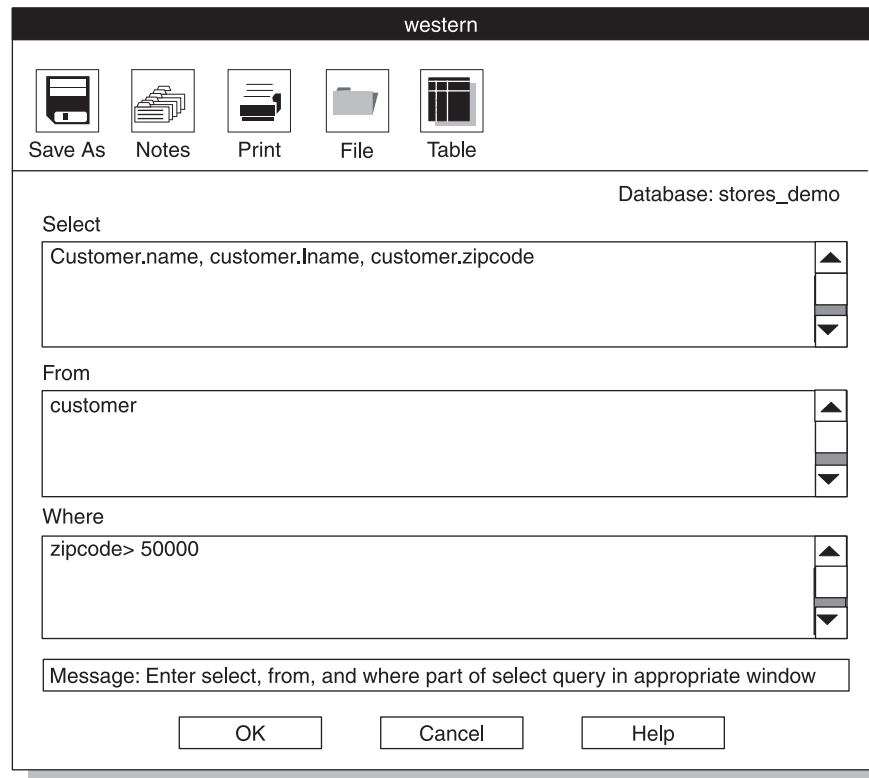 western
Save As Notes Print File Table
Database: stores_demo
Select
Customer.name, customer.lname, customer.zipcode
From
customer
Where
zipcode> 50000
Message: Enter select, from, and where part of select query in appropriate window
OK Cancel Help